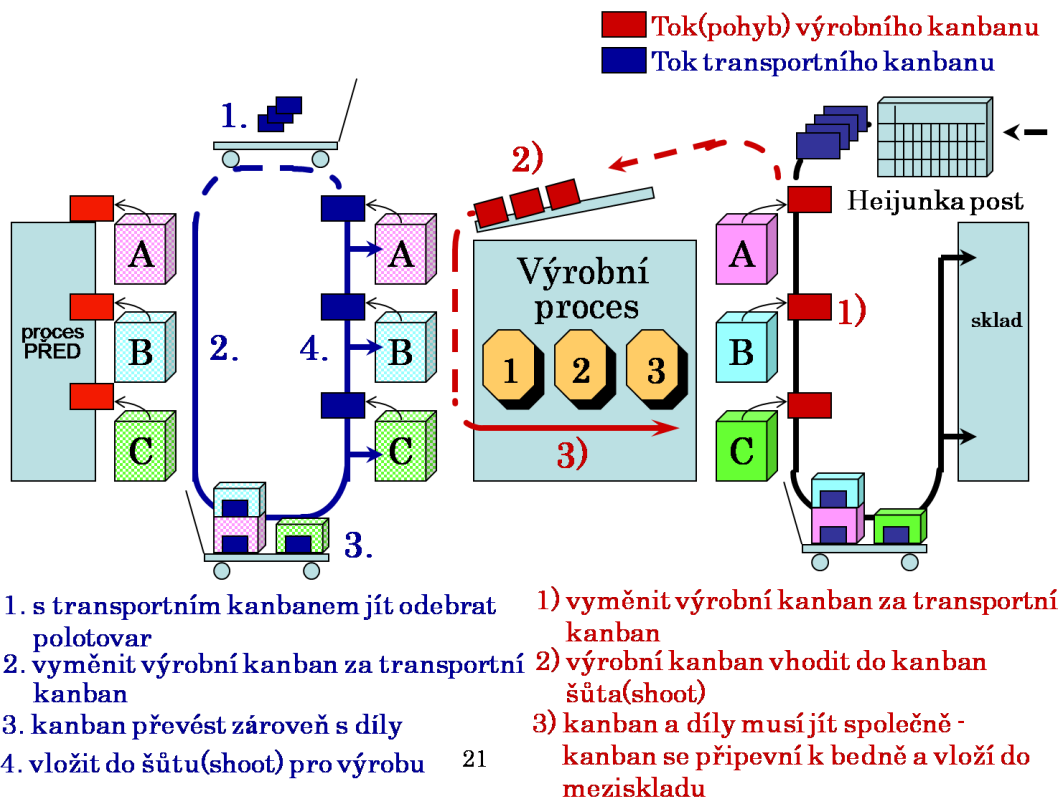 Tok(pohyb) výrobního kanbanu
Tok transportního kanbanu
1.
2)
Heijunka post
A
A
A
Výrobní
proces
proces
PŘED
B
2.
4.
B
1 2 3
B
1)
sklad
C
C
3)
C
3.
1. s transportním kanbanem jít odebrat
polotovar
2. vyměnit výrobní kanban za transportní
kanban
3. kanban převést zároveň s díly
4. vložit do šůtu(shoot) pro výrobu
21
1) vyměnit výrobní kanban za transportní
kanban
2) výrobní kanban vhodit do kanban
šůta(shoot)
3) kanban a díly musí jít společně -
kanban se připevní k bedně a vloží do
meziskladu